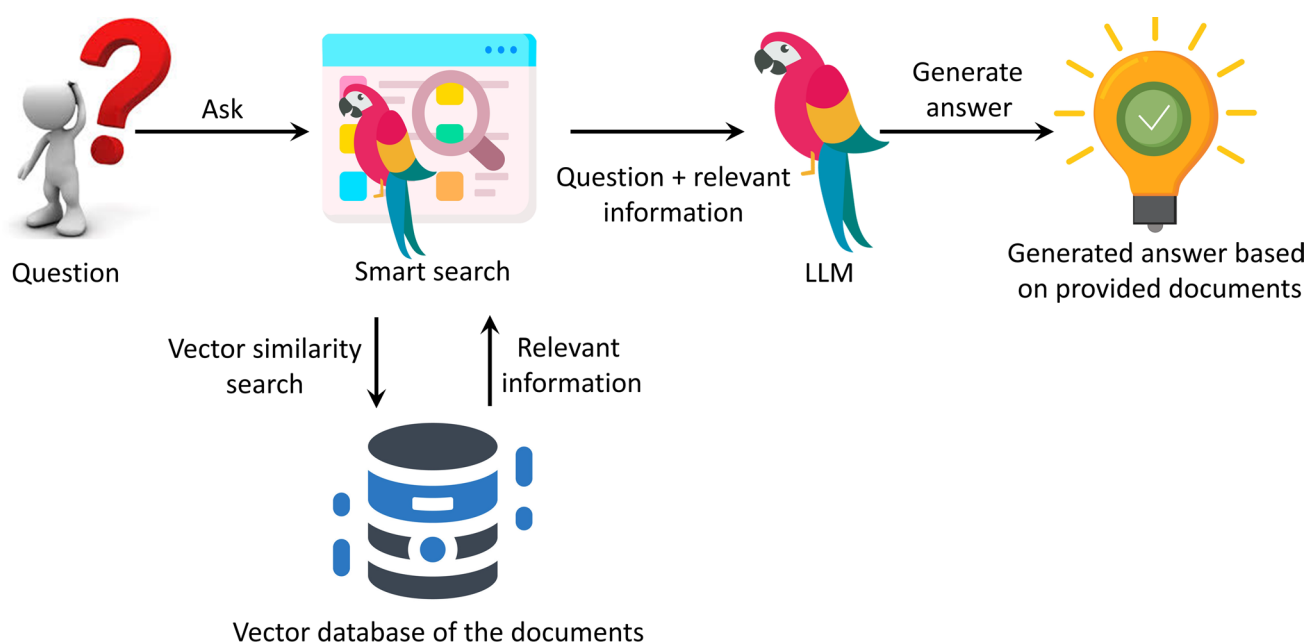 Ask
Generate
answer
Question + relevant
information
Question
Smart search
LLM
Generated answer based
on provided documents
Vector similarity
search
Relevant
information
Vector database of the documents